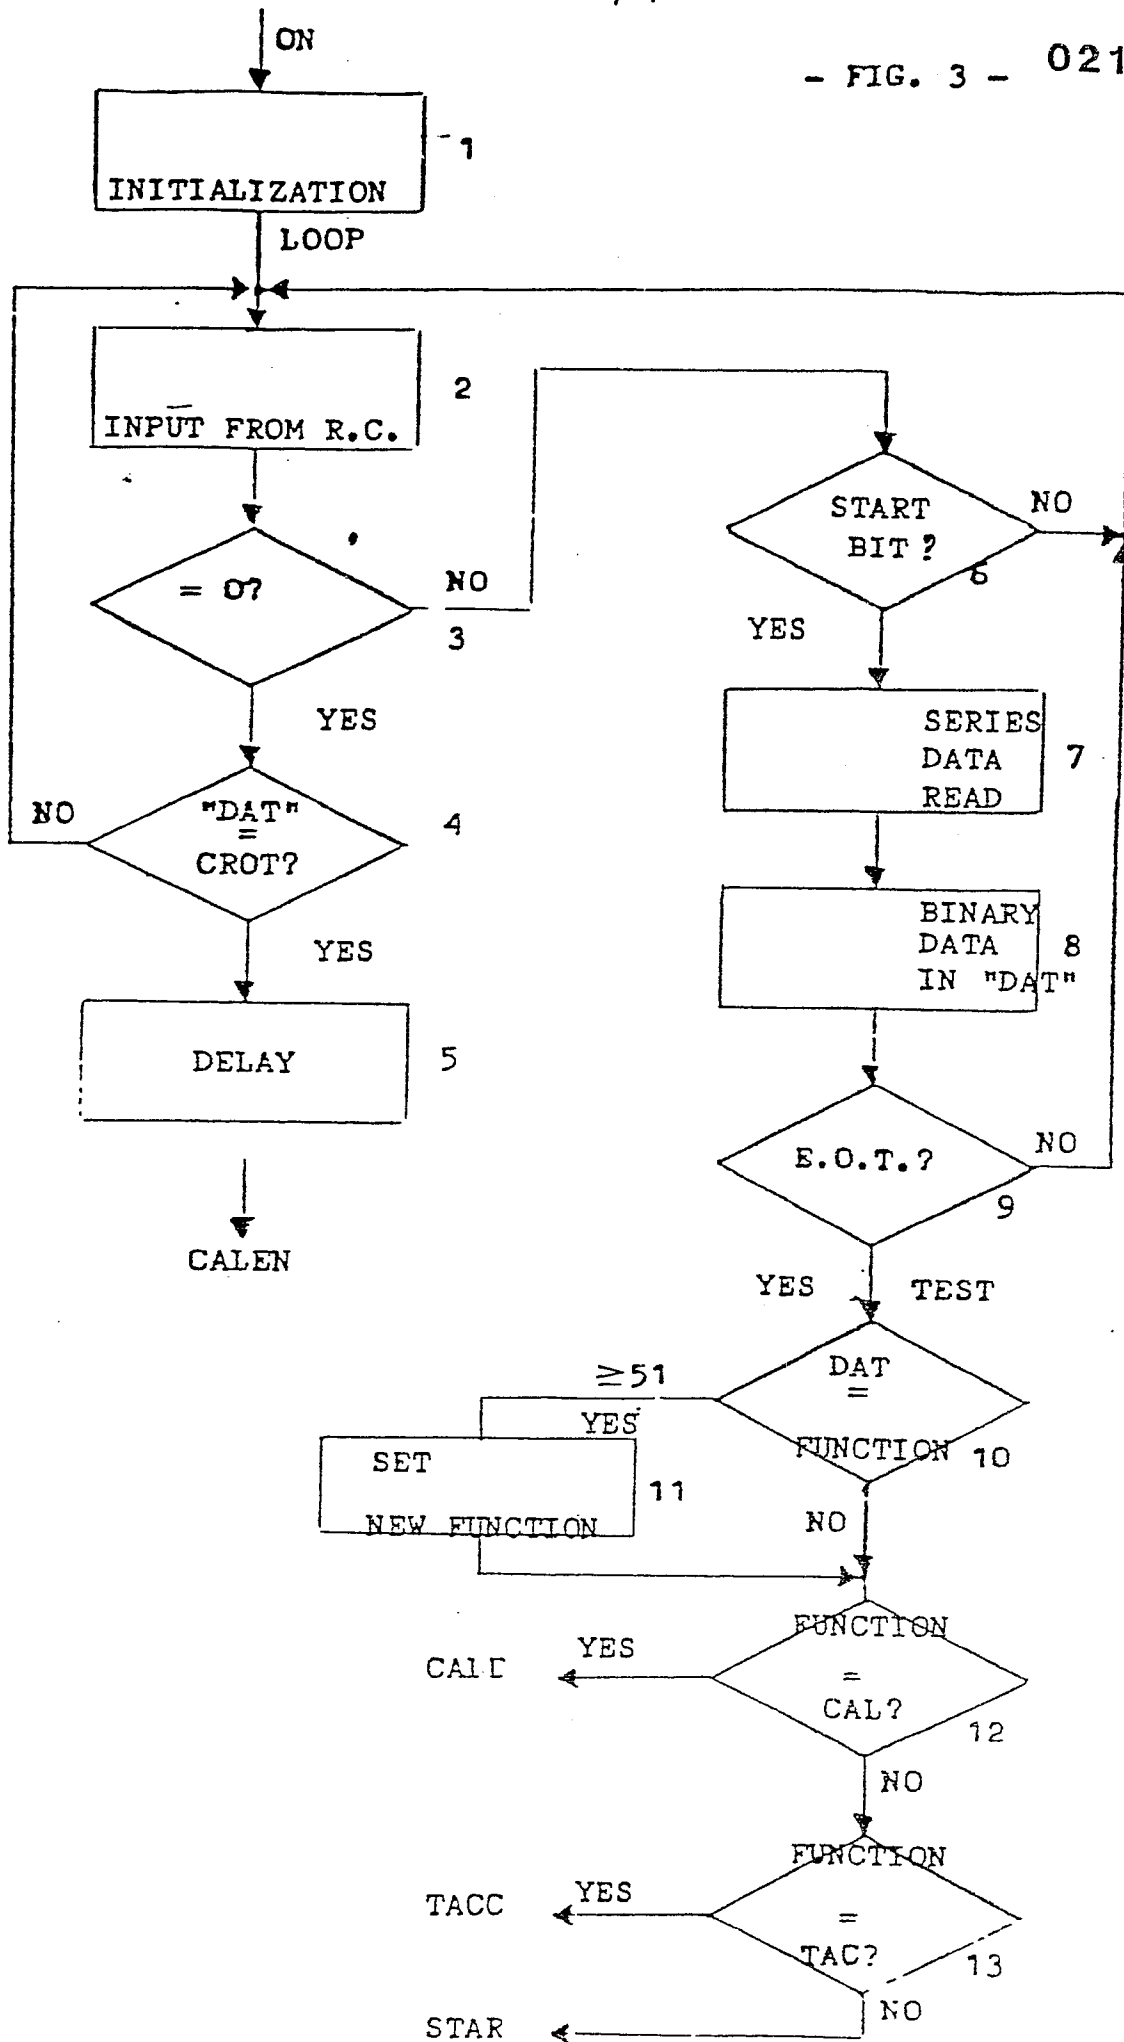 ON
- FIG. 3 - 021
1
INITIALIZATION
LOOP
2
INPUT FROM R.C.
= 0?
NO
3
YES
"DAT"
=
CROT?
NO
4
YES
DELAY
5
CALEN
START
BIT?
NO
6
YES
SERIES
DATA
READ
7
BINARY
DATA
IN "DAT"
8
E.O.T.?
NO
9
YES TEST
DAT
=
FUNCTION
10
≥51
YES
SET
NEW FUNCTION
11
NO
FUNCTION
=
CAL?
12
YES
NO
FUNCTION
=
TAC?
13
TACC
YES
NO
STAR